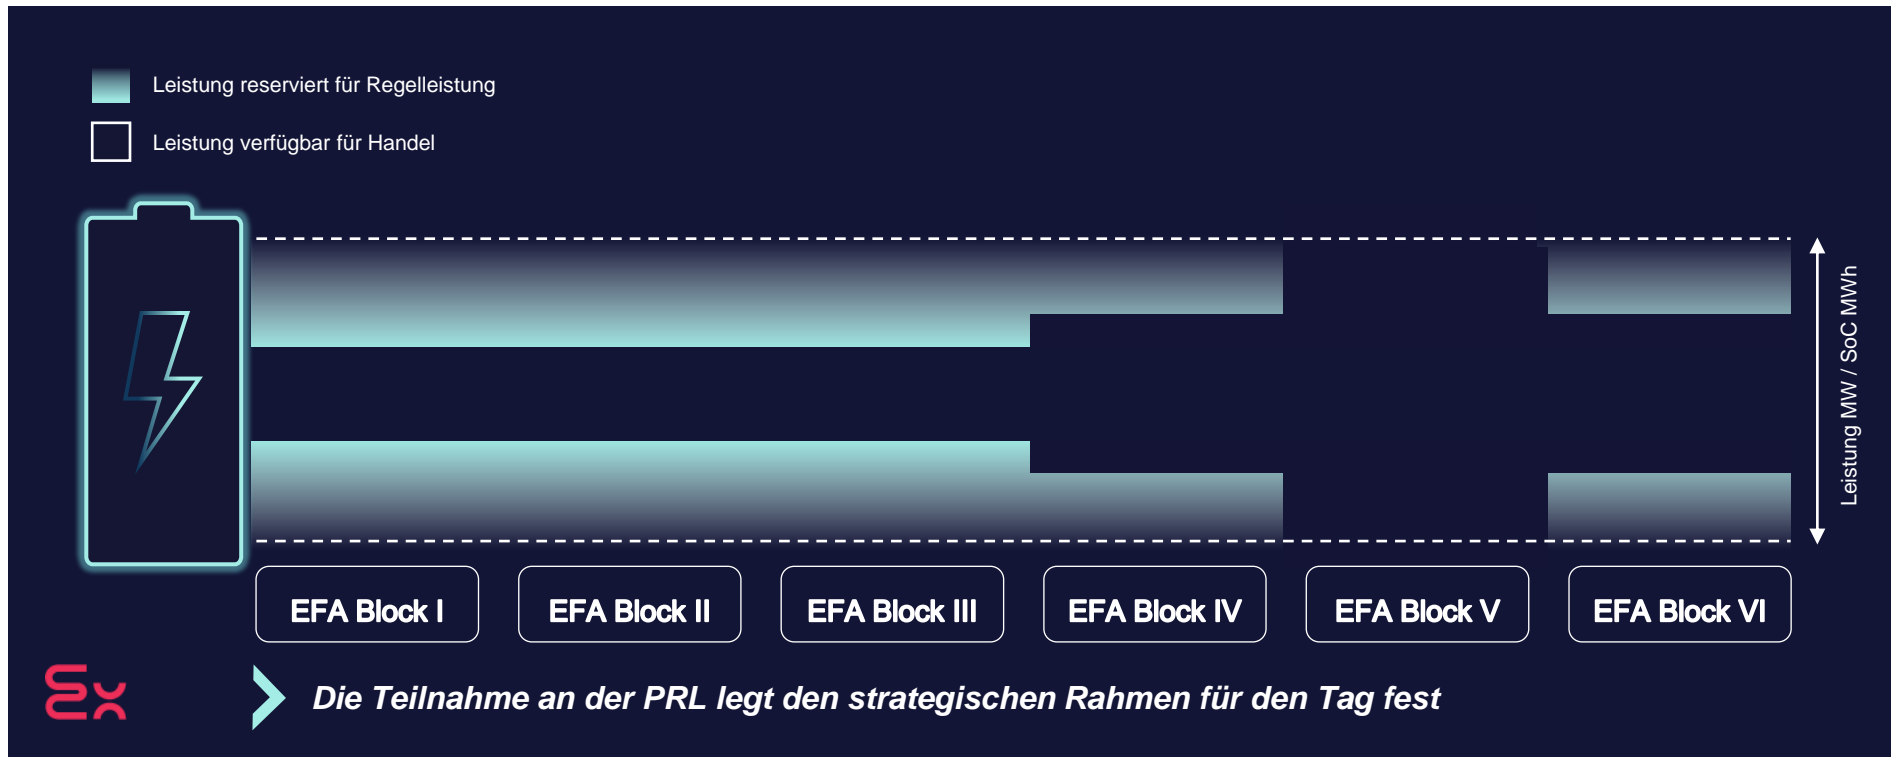 Leistung reserviert für Regelleistung
Leistung verfügbar für Handel
Leistung MW / SoC MWh
EFA Block I
EFA Block II
EFA Block III
EFA Block IV
EFA Block V
EFA Block VI
Die Teilnahme an der PRL legt den strategischen Rahmen für den Tag fest